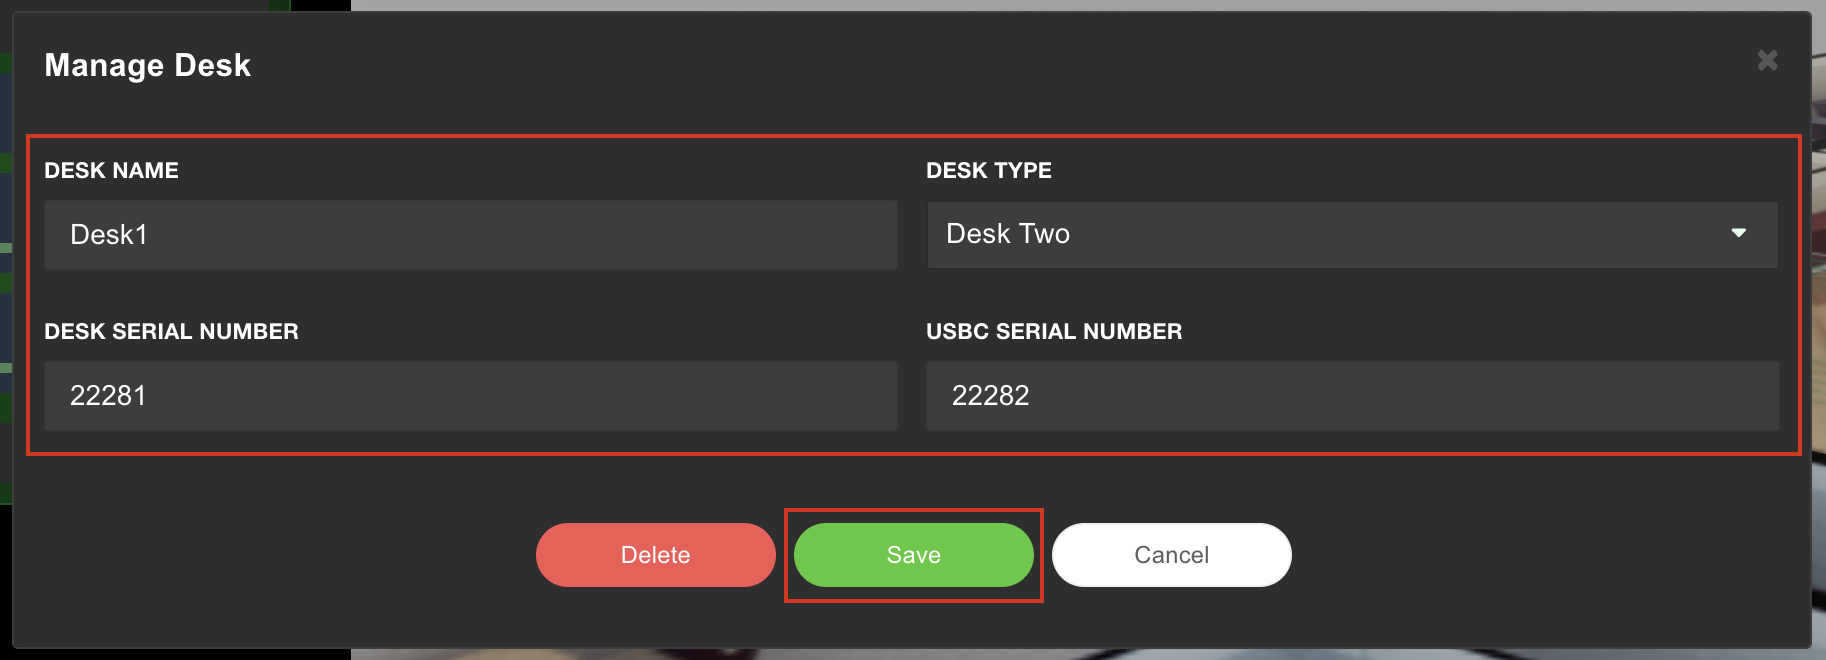 Manage Desk
DESK NAME
DESK TYPE
Desk1
Desk Two
DESK SERIAL NUMBER
USBC SERIAL NUMBER
22281
22282
Delete
Save
Cancel